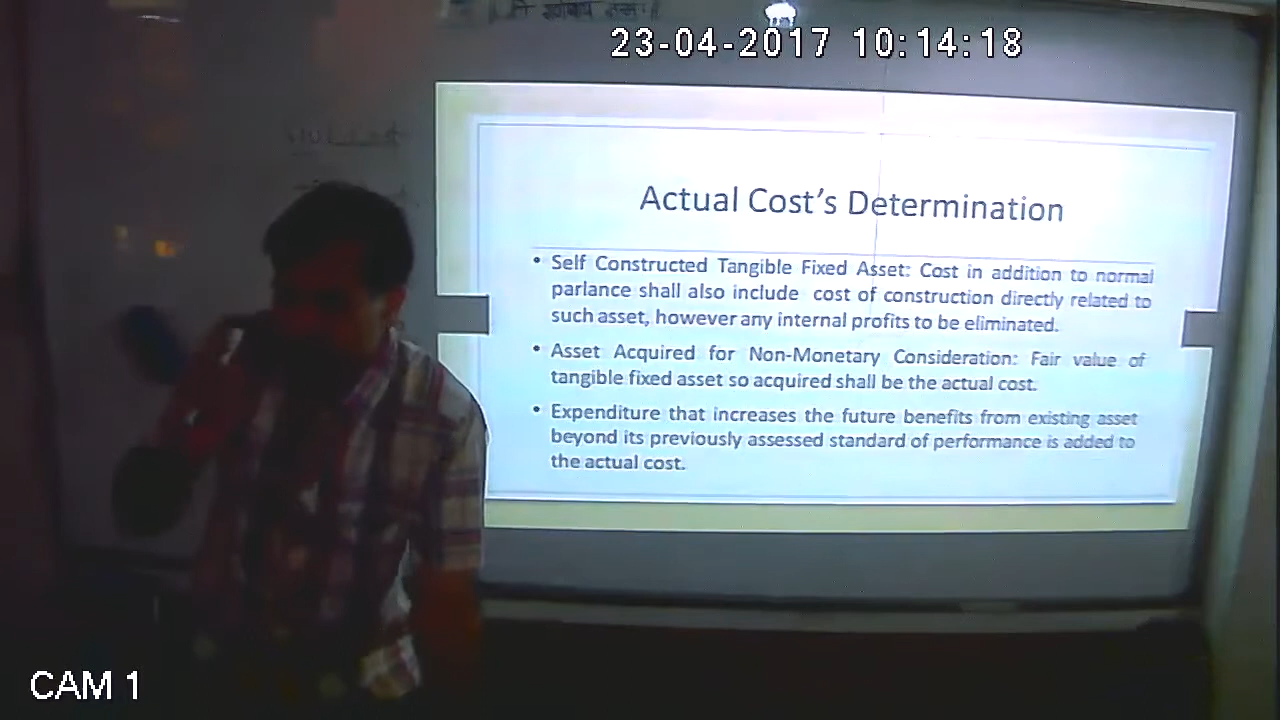 23-04-2017 10:14:18
Actual Cost's Determination
• Self Constructed Tangible Fixed Asset: Cost in addition to normal
parlance shall also include cost of construction directly related to
such asset, however any internal profits to be eliminated.
• Asset Acquired for Non-Monetary Consideration: Fair value of
tangible fixed asset so acquired shall be the actual cost.
• Expenditure that increases the future benefits from existing asset
beyond its previously assessed standard of performance is added to
the actual cost.
CAM 1